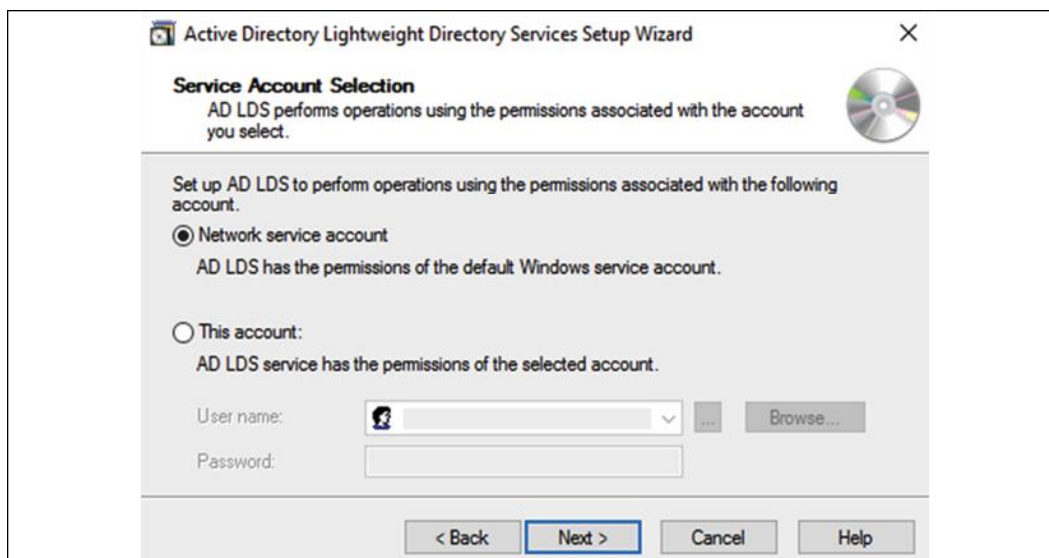 Active Directory Lightweight Directory Services Setup Wizard
Service Account Selection
AD LDS performs operations using the permissions associated with the account
you select.
Set up AD LDS to perform operations using the permissions associated with the following
account.
Network service account
AD LDS has the permissions of the default Windows service account.
This account:
AD LDS service has the permissions of the selected account.
User name:
... Browse...
Password:
< Back Next > Cancel Help